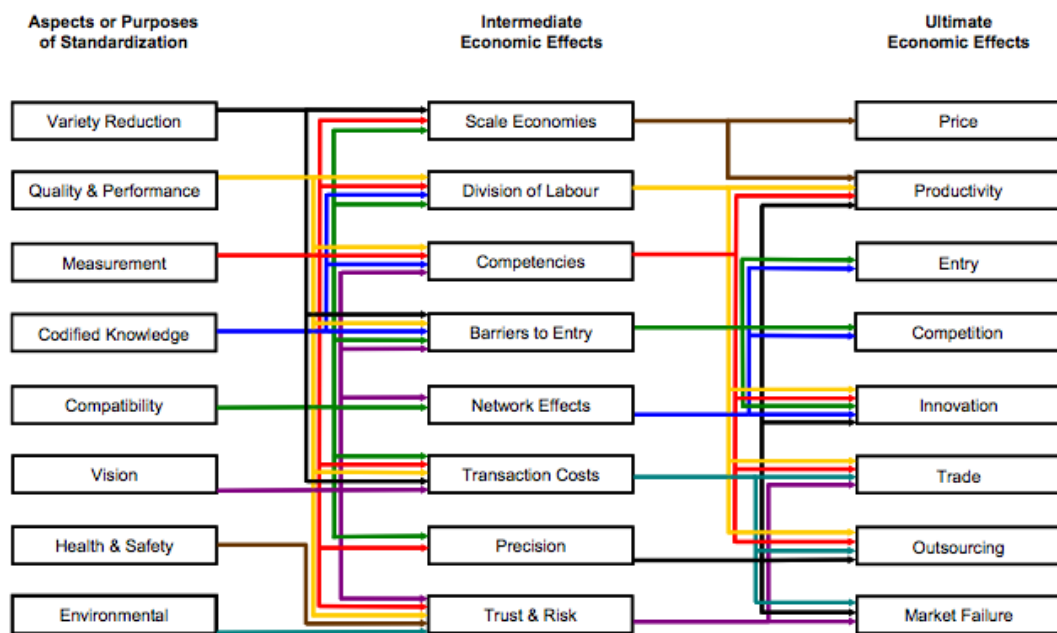 Aspects or Purposes
of Standardization
Intermediate
Economic Effects
Ultimate
Economic Effects
Variety Reduction
Scale Economies
Price
Quality & Performance
Division of Labour
Productivity
Measurement
Competencies
Entry
Codified Knowledge
Barriers to Entry
Competition
Compatibility
Network Effects
Innovation
Vision
Transaction Costs
Trade
Health & Safety
Precision
Outsourcing
Environmental
Trust & Risk
Market Failure